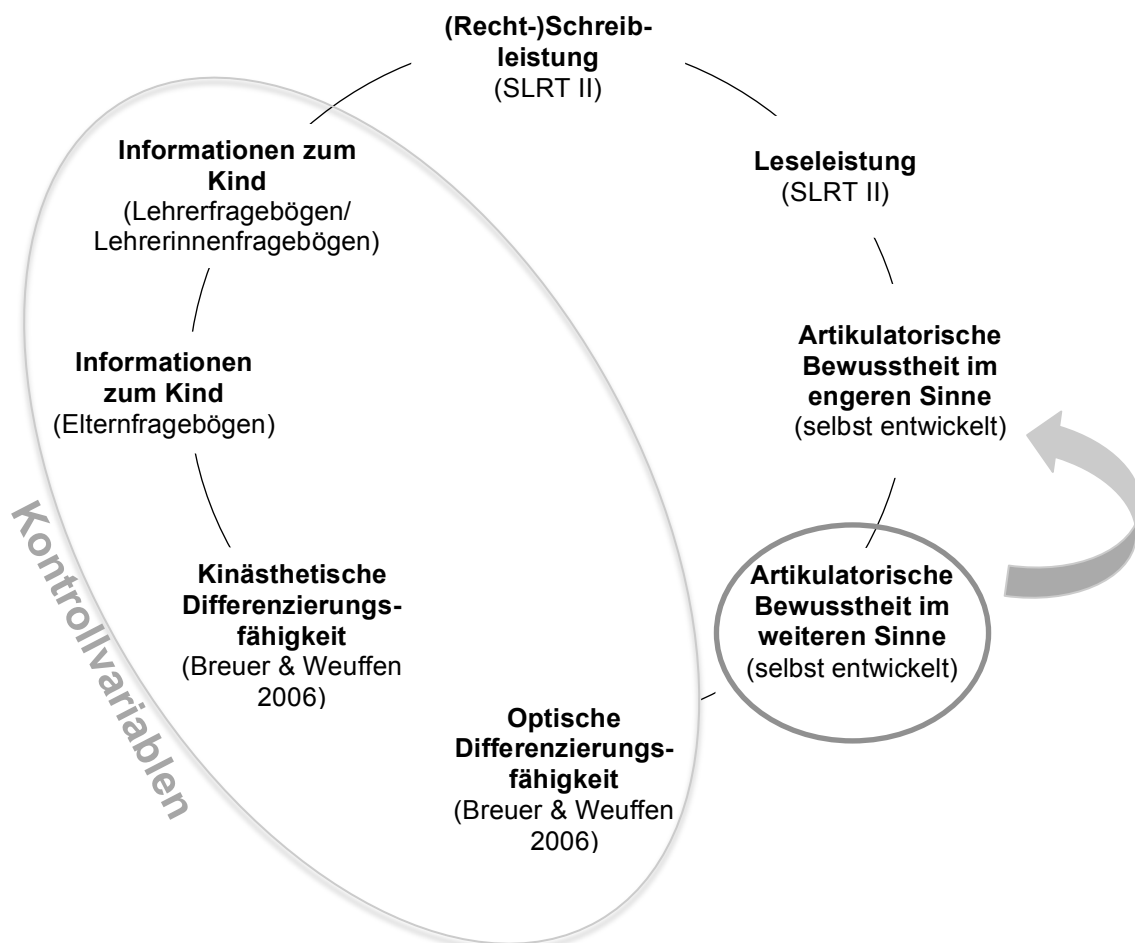 (Recht-)Schreib-
leistung
(SLRT II)
Informationen zum
Kind
(Lehrerfragebögen/
Lehrerinnenfragebögen)
Leseleistung
(SLRT II)
Informationen
zum Kind
(Elternfragebögen)
Artikulatorische
Bewusstheit im
engeren Sinne
(selbst entwickelt)
Kontrollvariablen
Kinästhetische
Differenzierungs-
fähigkeit
(Breuer & Weuffen
2006)
Artikulatorische
Bewusstheit im
weiteren Sinne
(selbst entwickelt)
Optische
Differenzierungs-
fähigkeit
(Breuer & Weuffen
2006)